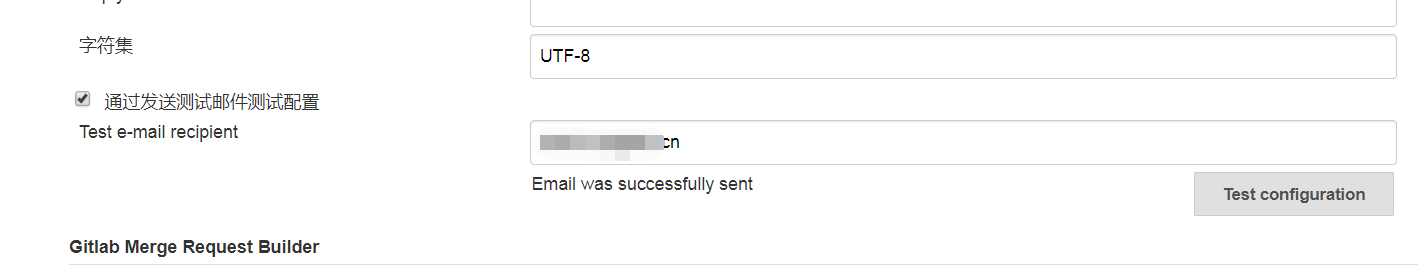 字符集
UTF-8
通过发送测试邮件测试配置
Test e-mail recipient
cn
Email was successfully sent
Test configuration
Gitlab Merge Request Builder